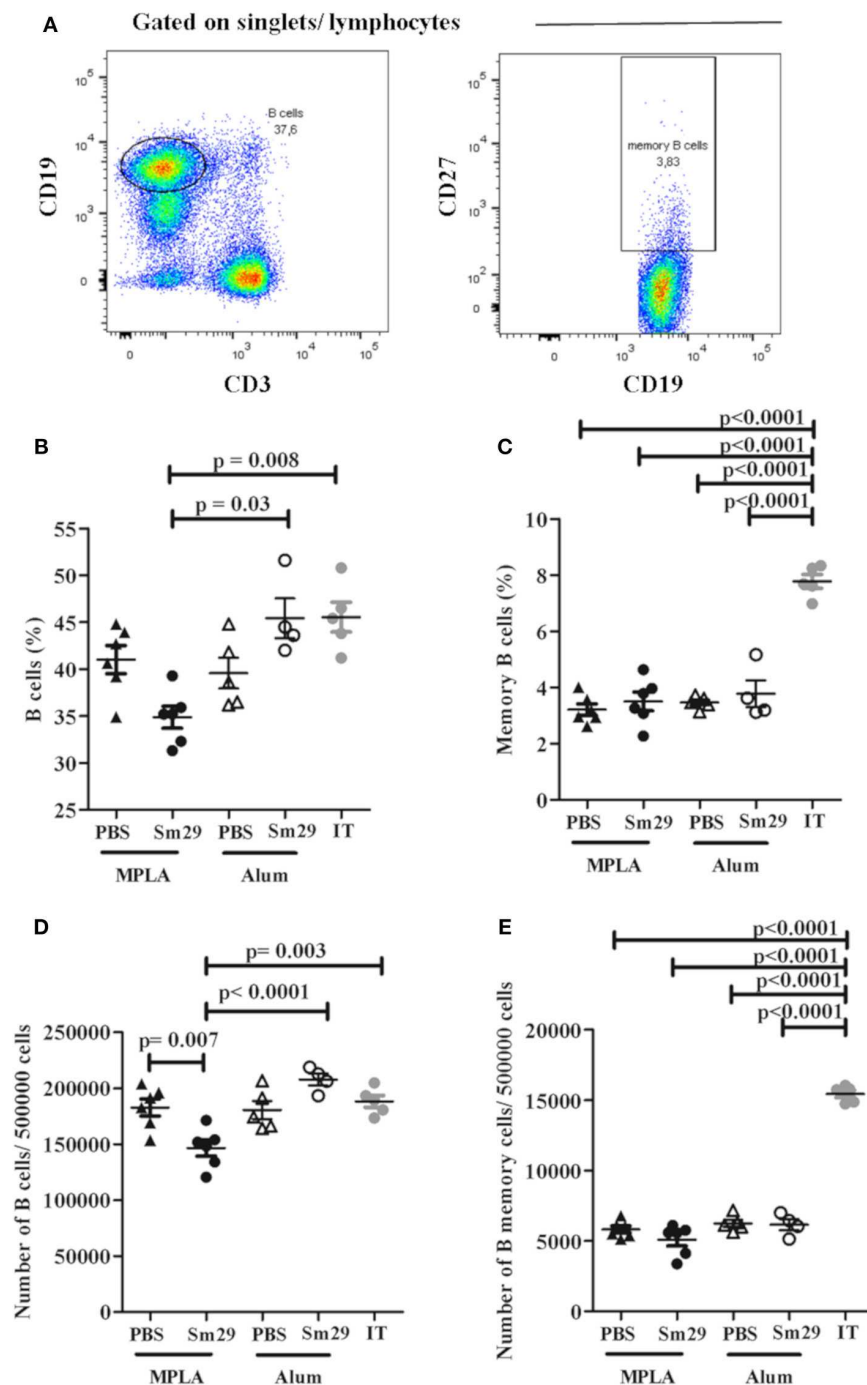 A
Gated on singlets/ lymphocytes
CD19
10^5
10^4
10^3
0
B cells
37,6
0
10^3
10^4
10^5
CD3
CD27
10^5
10^4
10^3
10^2
0
memory B cells
3,83
0
10^3
10^4
10^5
CD19
B
p = 0.008
p = 0.03
B cells (%)
55
50
45
40
35
30
25
PBS
Sm29
PBS
Sm29
IT
MPLA
Alum
C
p<0.0001
p<0.0001
p<0.0001
p<0.0001
Memory B cells (%)
10
8
6
4
2
0
PBS
Sm29
PBS
Sm29
IT
MPLA
Alum
D
p= 0.003
p< 0.0001
p= 0.007
Number of B cells/ 500000 cells
250000
200000
150000
100000
50000
0
PBS
Sm29
PBS
Sm29
IT
MPLA
Alum
E
p<0.0001
p<0.0001
p<0.0001
p<0.0001
Number of B memory cells/ 500000 cells
20000
15000
10000
5000
0
PBS
Sm29
PBS
Sm29
IT
MPLA
Alum